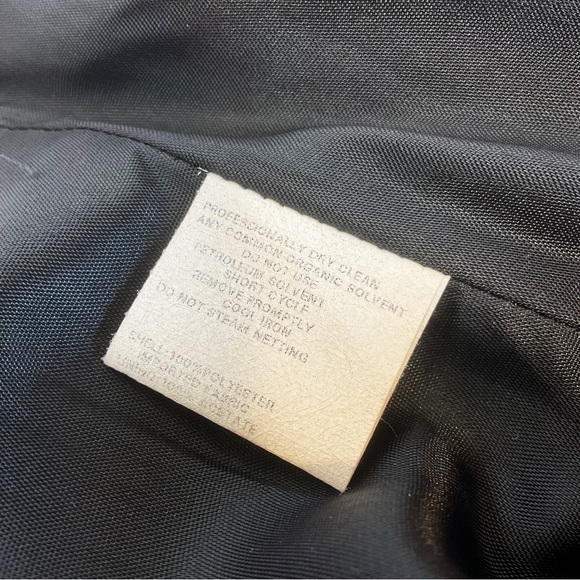 PROFESSIONALLY DRY CLEAN
ANY COMMON ORGANIC SOLVENT
DO NOT USE
PETROLEUM SOLVENT
SHORT CYCLE
REMOVE PROMPTLY
COOL IRON
DO NOT STEAM NETTING
SHELL-100%POLYESTER
IMPORTED FABRIC
ACETATE